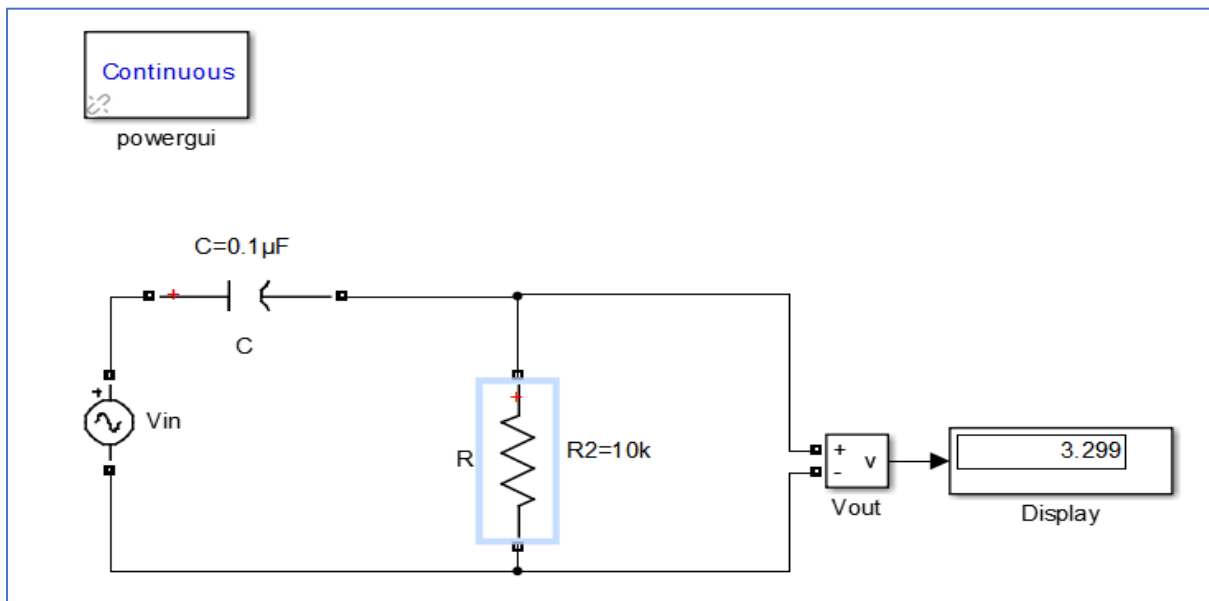 Continuous
powergui
C=0.1µF
C
+
Vin
+
R
R2=10k
+
-
v
Vout
3.299
Display